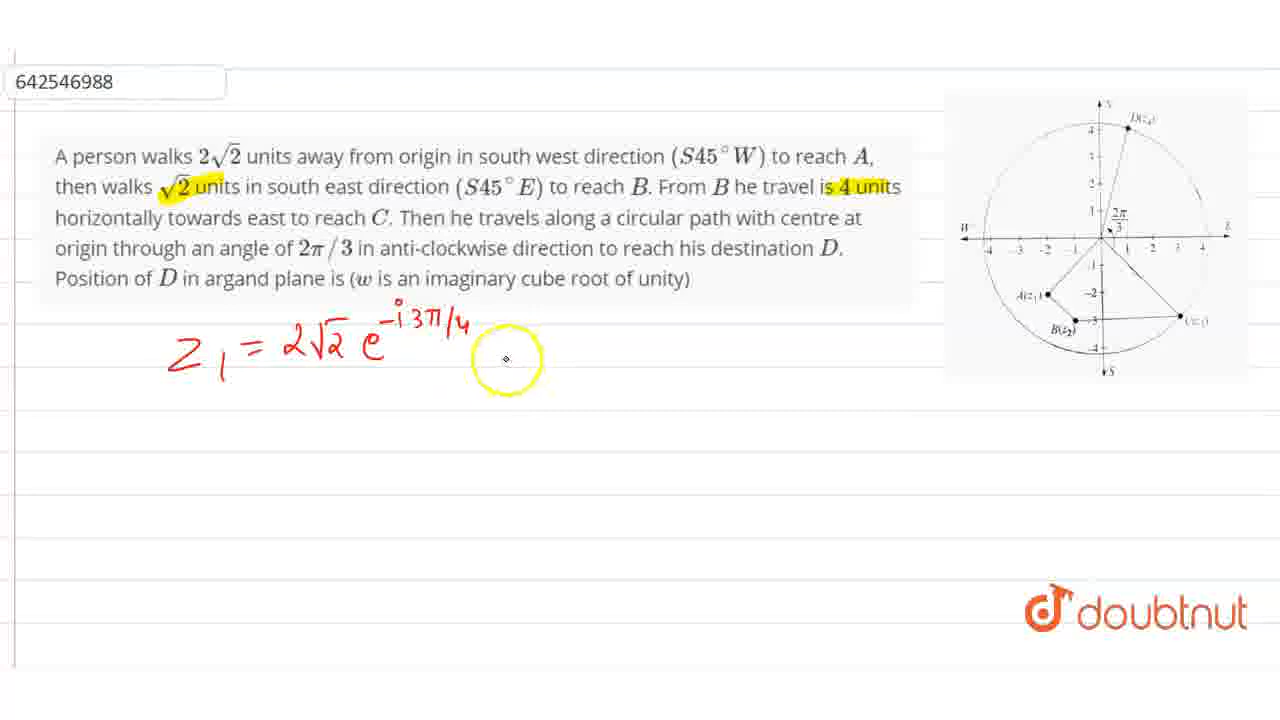 642546988
A person walks 2√2 units away from origin in south west direction (S45°W) to reach A,
then walks √2 units in south east direction (S45°E) to reach B. From B he travel is 4 units
horizontally towards east to reach C. Then he travels along a circular path with centre at
origin through an angle of 2π/3 in anti-clockwise direction to reach his destination D.
Position of D in argand plane is (w is an imaginary cube root of unity)
z₁ = 2√2 e^(-i3π/4)
D(z₄)
4
3
2
1
2π/3
W
-4 -3 -2 -1 1 2 3 4
-1
-2
A(z₁)
B(z₂)
-3
-4
S
doubtnut